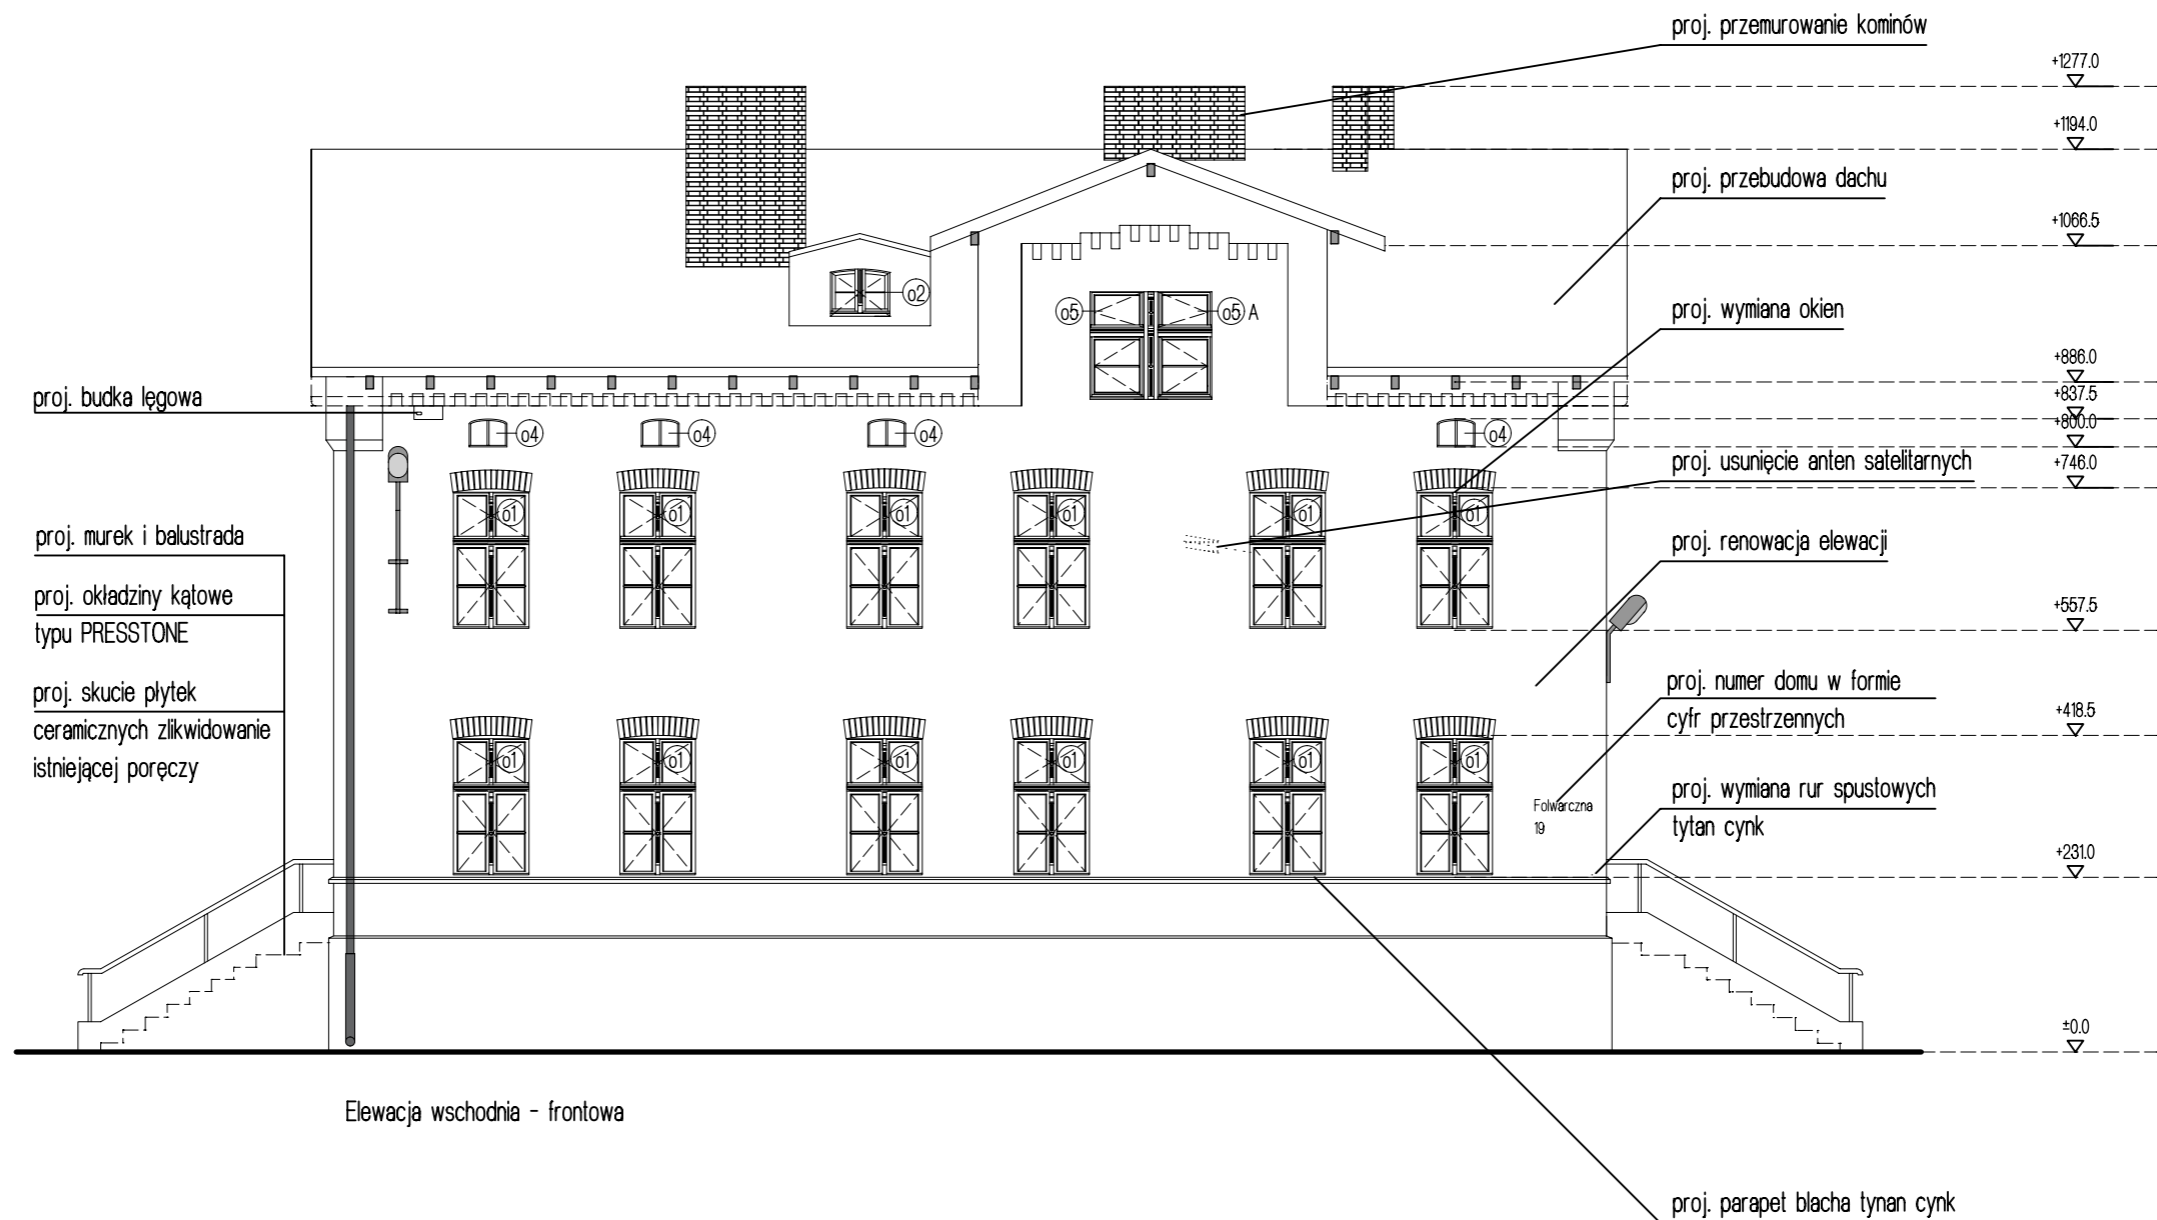 proj. przemurowanie kominów
+1277.0
+1194.0
proj. przebudowa dachu
+1066.5
o2
o5
o5 A
proj. wymiana okien
+886.0
proj. budka lęgowa
+837.5
+800.0
o4
o4
o4
o4
proj. usunięcie anten satelitarnych
+746.0
o1
o1
o1
o1
o1
o1
proj. murek i balustrada
proj. renowacja elewacji
proj. okładziny kątowe
typu PRESSTONE
+557.5
proj. skucie płytek
ceramicznych zlikwidowanie
istniejącej poręczy
proj. numer domu w formie
cyfr przestrzennych
+418.5
o1
o1
o1
o1
o1
o1
Folwarczna
19
proj. wymiana rur spustowych
tytan cynk
+231.0
±0.0
Elewacja wschodnia - frontowa
proj. parapet blacha tynan cynk